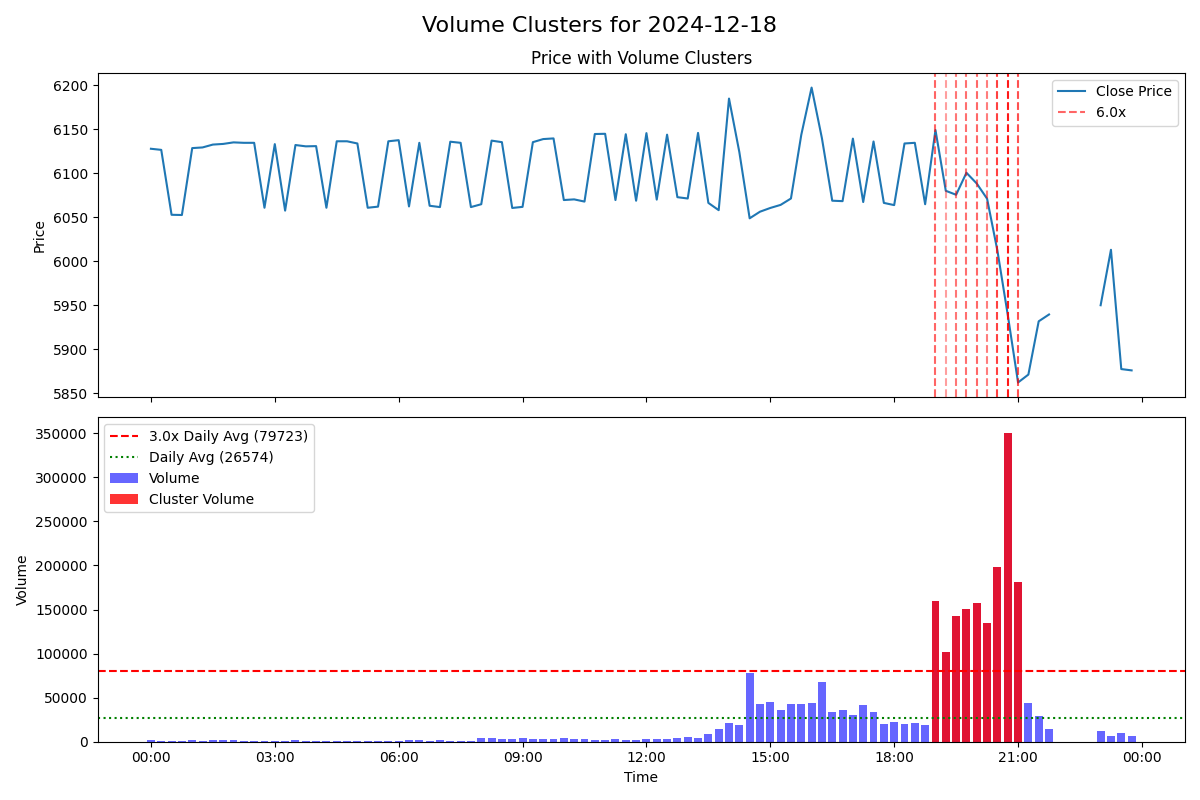 Volume Clusters for 2024-12-18
Price with Volume Clusters
Price
6200
6150
6100
6050
6000
5950
5900
5850
Close Price
6.0x
Volume
350000
300000
250000
200000
150000
100000
50000
0
3.0x Daily Avg (79723)
Daily Avg (26574)
Volume
Cluster Volume
00:00 03:00 06:00 09:00 12:00 15:00 18:00 21:00 00:00
Time